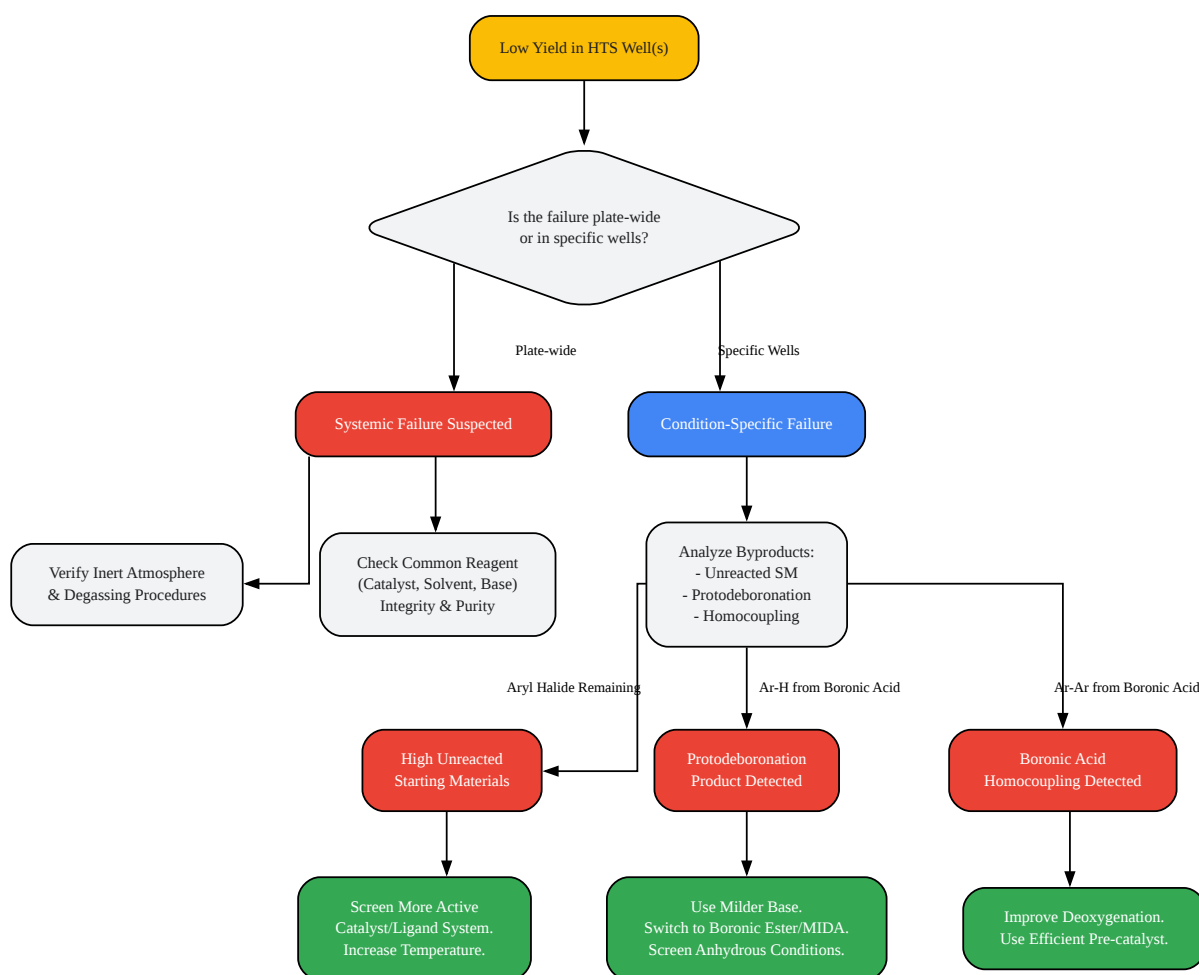 Low Yield in HTS Well(s)
Is the failure plate-wide
or in specific wells?
Plate-wide
Specific Wells
Systemic Failure Suspected
Condition-Specific Failure
Verify Inert Atmosphere
& Degassing Procedures
Check Common Reagent
(Catalyst, Solvent, Base)
Integrity & Purity
Analyze Byproducts:
- Unreacted SM
- Protodeboronation
- Homocoupling
Aryl Halide Remaining
Ar-H from Boronic Acid
Ar-Ar from Boronic Acid
High Unreacted
Starting Materials
Protodeboronation
Product Detected
Boronic Acid
Homocoupling Detected
Screen More Active
Catalyst/Ligand System.
Increase Temperature.
Use Milder Base.
Switch to Boronic Ester/MIDA.
Screen Anhydrous Conditions.
Improve Deoxygenation.
Use Efficient Pre-catalyst.